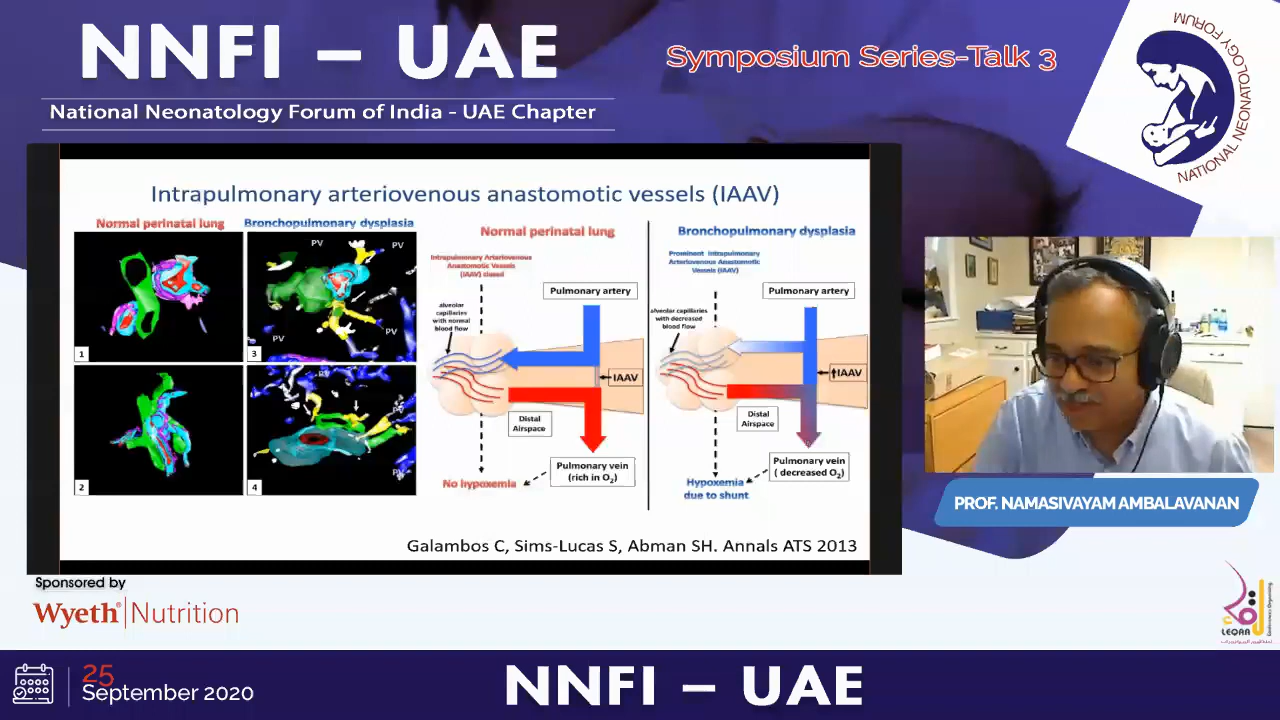 NNFI – UAE
National Neonatology Forum of India - UAE Chapter
Symposium Series-Talk 3
NATIONAL NEONATOLOGY FORUM
Intrapulmonary arteriovenous anastomotic vessels (IAAV)
Normal perinatal lung
Bronchopulmonary dysplasia
PV
PV
PV
PV
1
3
PV
PV
PV
2
4
Normal perinatal lung
Intrapulmonary Arteriovenous
Anastomotic Vessels
(IAAV) closed
Pulmonary artery
alveolar
capillaries
with normal
blood flow
IAAV
Distal
Airspace
Pulmonary vein
(rich in O2)
No hypoxemia
Bronchopulmonary dysplasia
Prominent Intrapulmonary
Arteriovenous Anastomotic
Vessels (IAAV)
Pulmonary artery
alveolar capillaries
with decreased
blood flow
↑IAAV
Distal
Airspace
Pulmonary vein
( decreased O2)
Hypoxemia
due to shunt
Galambos C, Sims-Lucas S, Abman SH. Annals ATS 2013
PROF. NAMASIVAYAM AMBALAVANAN
Sponsored by
Wyeth® Nutrition
LEQAA
25
September 2020
NNFI – UAE